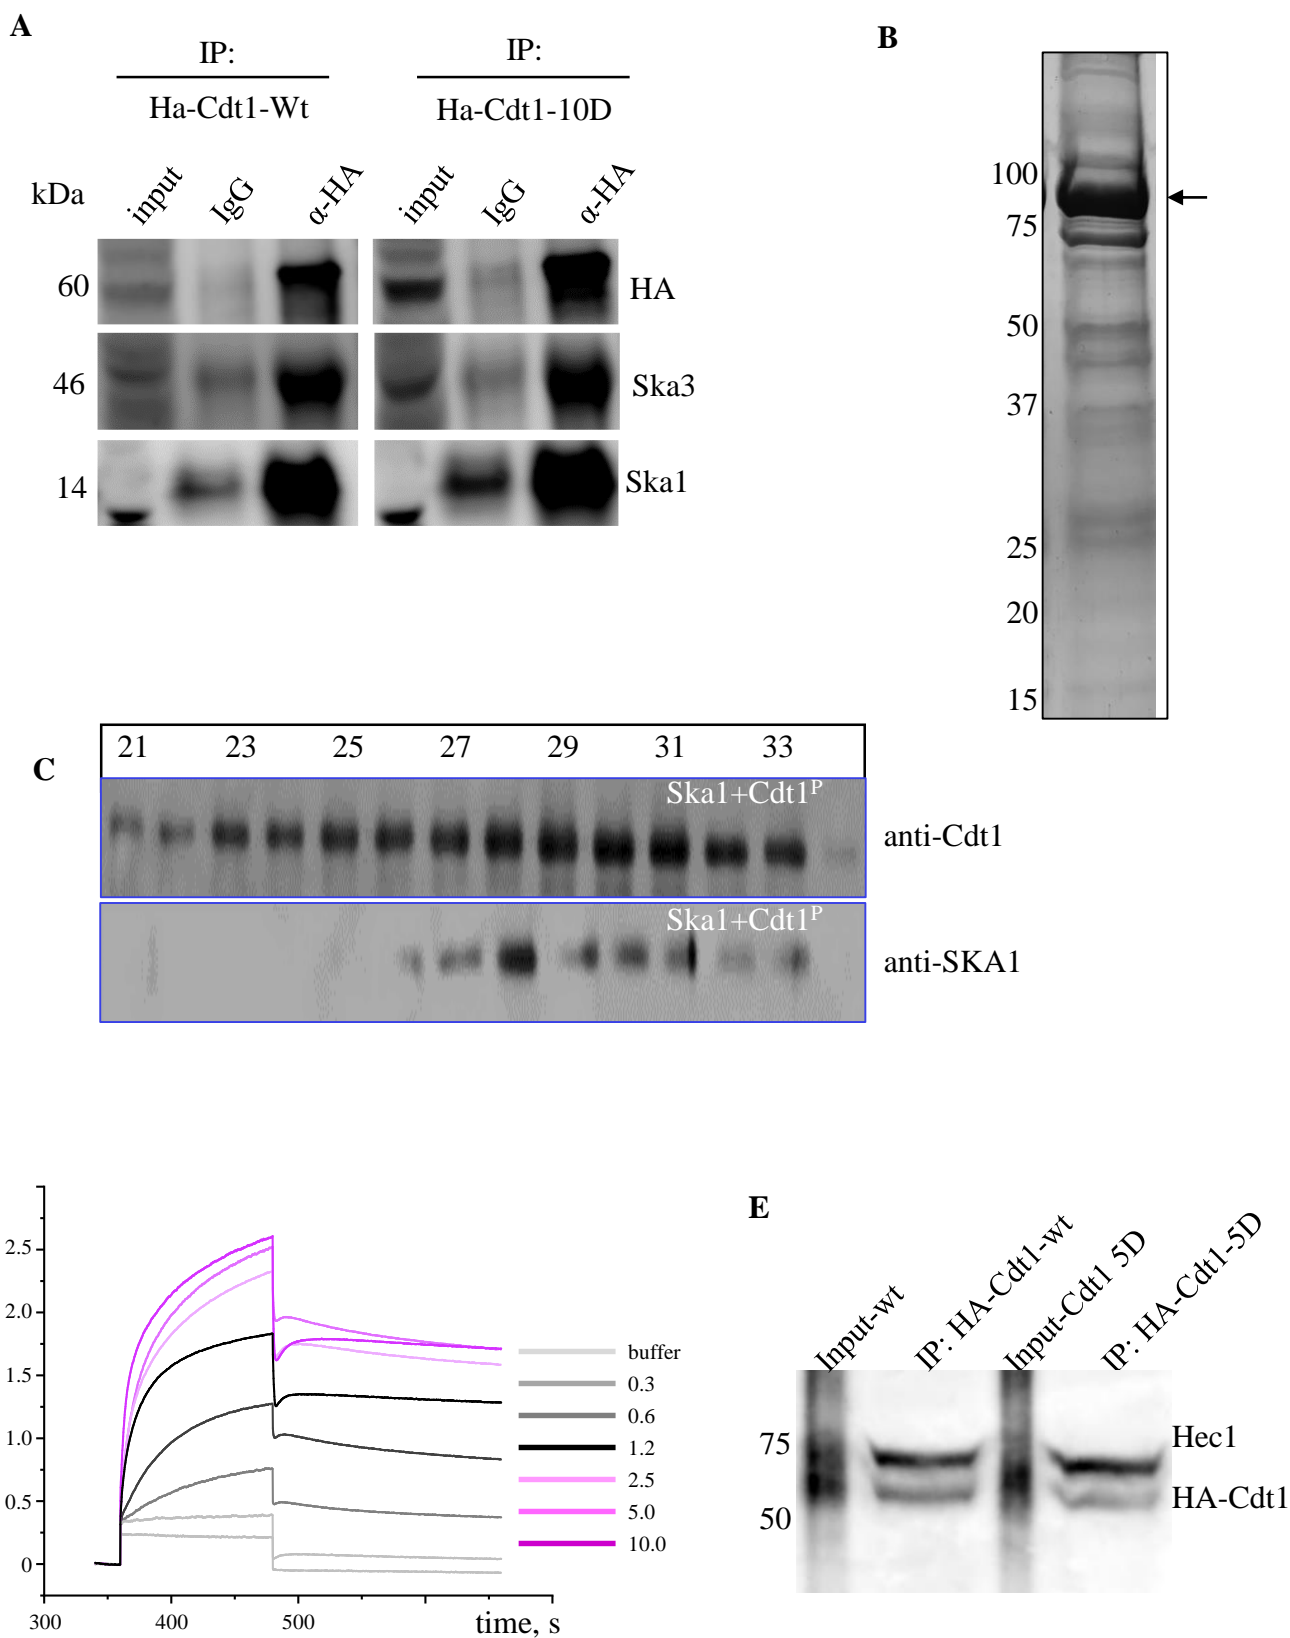 A
IP:
IP:
Ha-Cdt1-Wt
Ha-Cdt1-10D
kDa
input
IgG
α-HA
input
IgG
α-HA
60
HA
46
Ska3
14
Ska1
B
100
75
50
37
25
20
15
C
21 23 25 27 29 31 33
Ska1+Cdt1P
anti-Cdt1
Ska1+Cdt1P
anti-SKA1
2.5
2.0
1.5
1.0
0.5
0
300 400 500 time, s
buffer
0.3
0.6
1.2
2.5
5.0
10.0
E
Input-wt
IP: HA-Cdt1-wt
Input-Cdt1 5D
IP: HA-Cdt1-5D
75
50
Hec1
HA-Cdt1